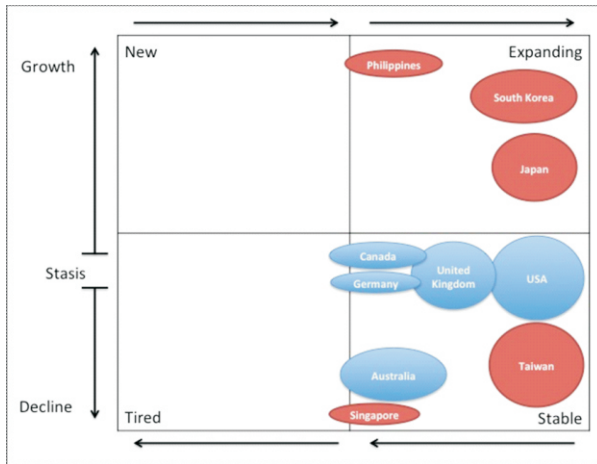 New
Expanding
Growth
Philippines
South Korea
Japan
Stasis
Canada
Germany
United
Kingdom
USA
Australia
Taiwan
Decline
Tired
Singapore
Stable